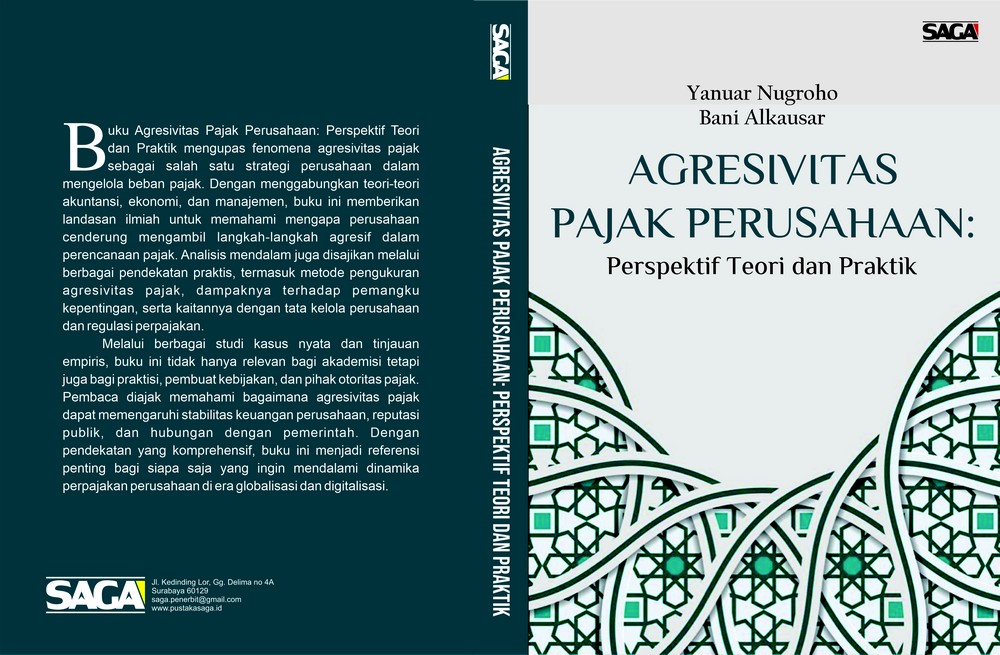 Buku Agresivitas Pajak Perusahaan: Perspektif Teori
dan Praktik mengupas fenomena agresivitas pajak
sebagai salah satu strategi perusahaan dalam
mengelola beban pajak. Dengan menggabungkan teori-teori
akuntansi, ekonomi, dan manajemen, buku ini memberikan
landasan ilmiah untuk memahami mengapa perusahaan
cenderung mengambil langkah-langkah agresif dalam
perencanaan pajak. Analisis mendalam juga disajikan melalui
berbagai pendekatan praktis, termasuk metode pengukuran
agresivitas pajak, dampaknya terhadap pemangku
kepentingan, serta kaitannya dengan tata kelola perusahaan
dan regulasi perpajakan.
Melalui berbagai studi kasus nyata dan tinjauan
empiris, buku ini tidak hanya relevan bagi akademisi tetapi
juga bagi praktisi, pembuat kebijakan, dan pihak otoritas pajak.
Pembaca diajak memahami bagaimana agresivitas pajak
dapat memengaruhi stabilitas keuangan perusahaan, reputasi
publik, dan hubungan dengan pemerintah. Dengan
pendekatan yang komprehensif, buku ini menjadi referensi
penting bagi siapa saja yang ingin mendalami dinamika
perpajakan perusahaan di era globalisasi dan digitalisasi.
SAGA
Jl. Kedinding Lor, Gg. Delima no 4A
Surabaya 60129
saga.penerbit@gmail.com
www.pustakasaga.id
SAGA
AGRESIVITAS PAJAK PERUSAHAAN: PERSPEKTIF TEORI DAN PRAKTIK
SAGA
Yanuar Nugroho
Bani Alkausar
AGRESIVITAS
PAJAK PERUSAHAAN:
Perspektif Teori dan Praktik